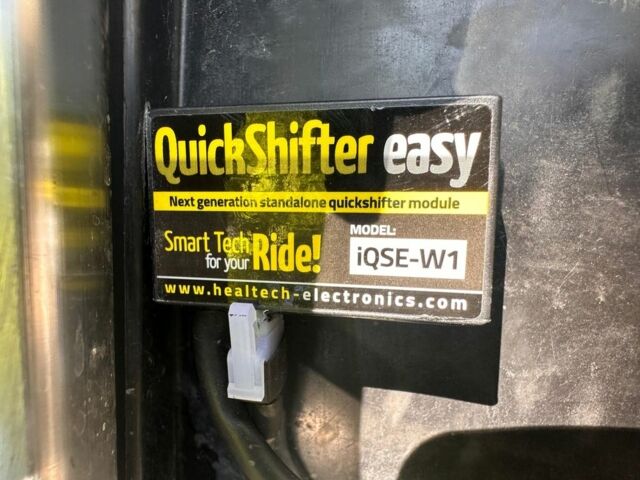 QuickShifter easy
Next generation standalone quickshifter module
Smart Tech
for your Ride!
MODEL:
iQSE-W1
www.healtech-electronics.com